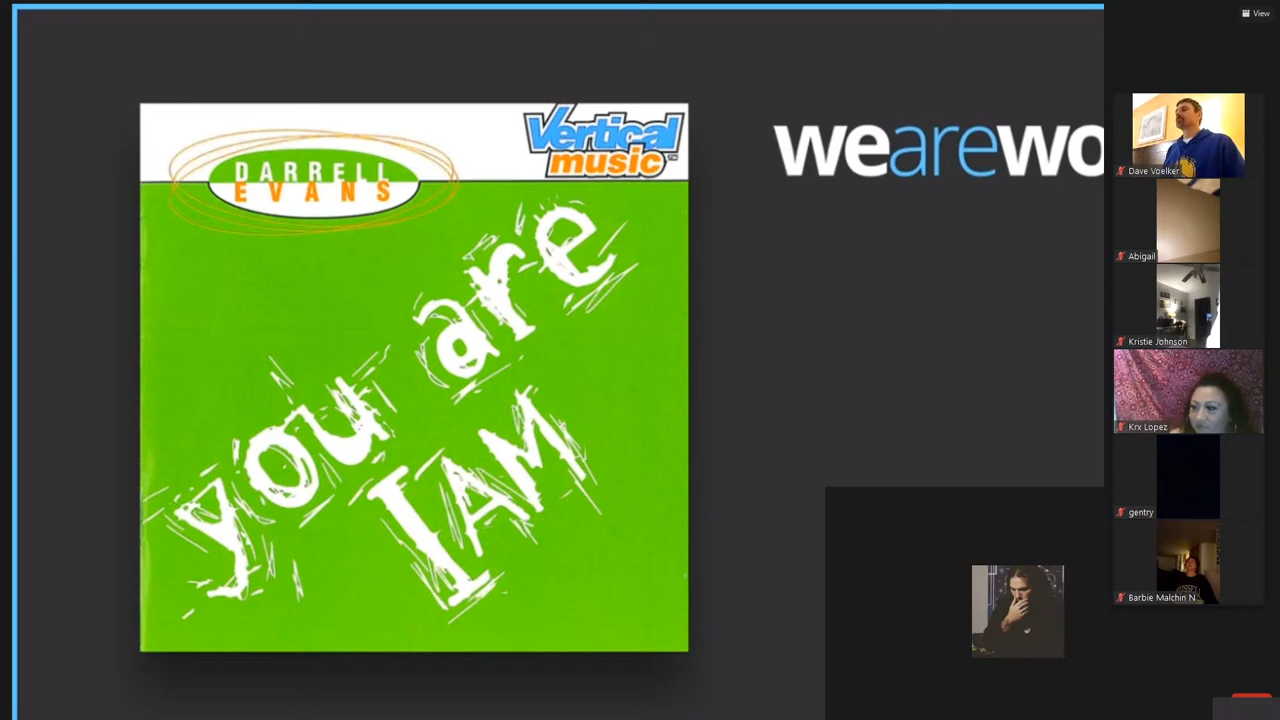 View
DARRELL
EVANS
Vertical
music
wearewo
you are
I AM
Dave Voelker
Abigail
Kristie Johnson
Krx Lopez
gentry
Barbie Malchin N